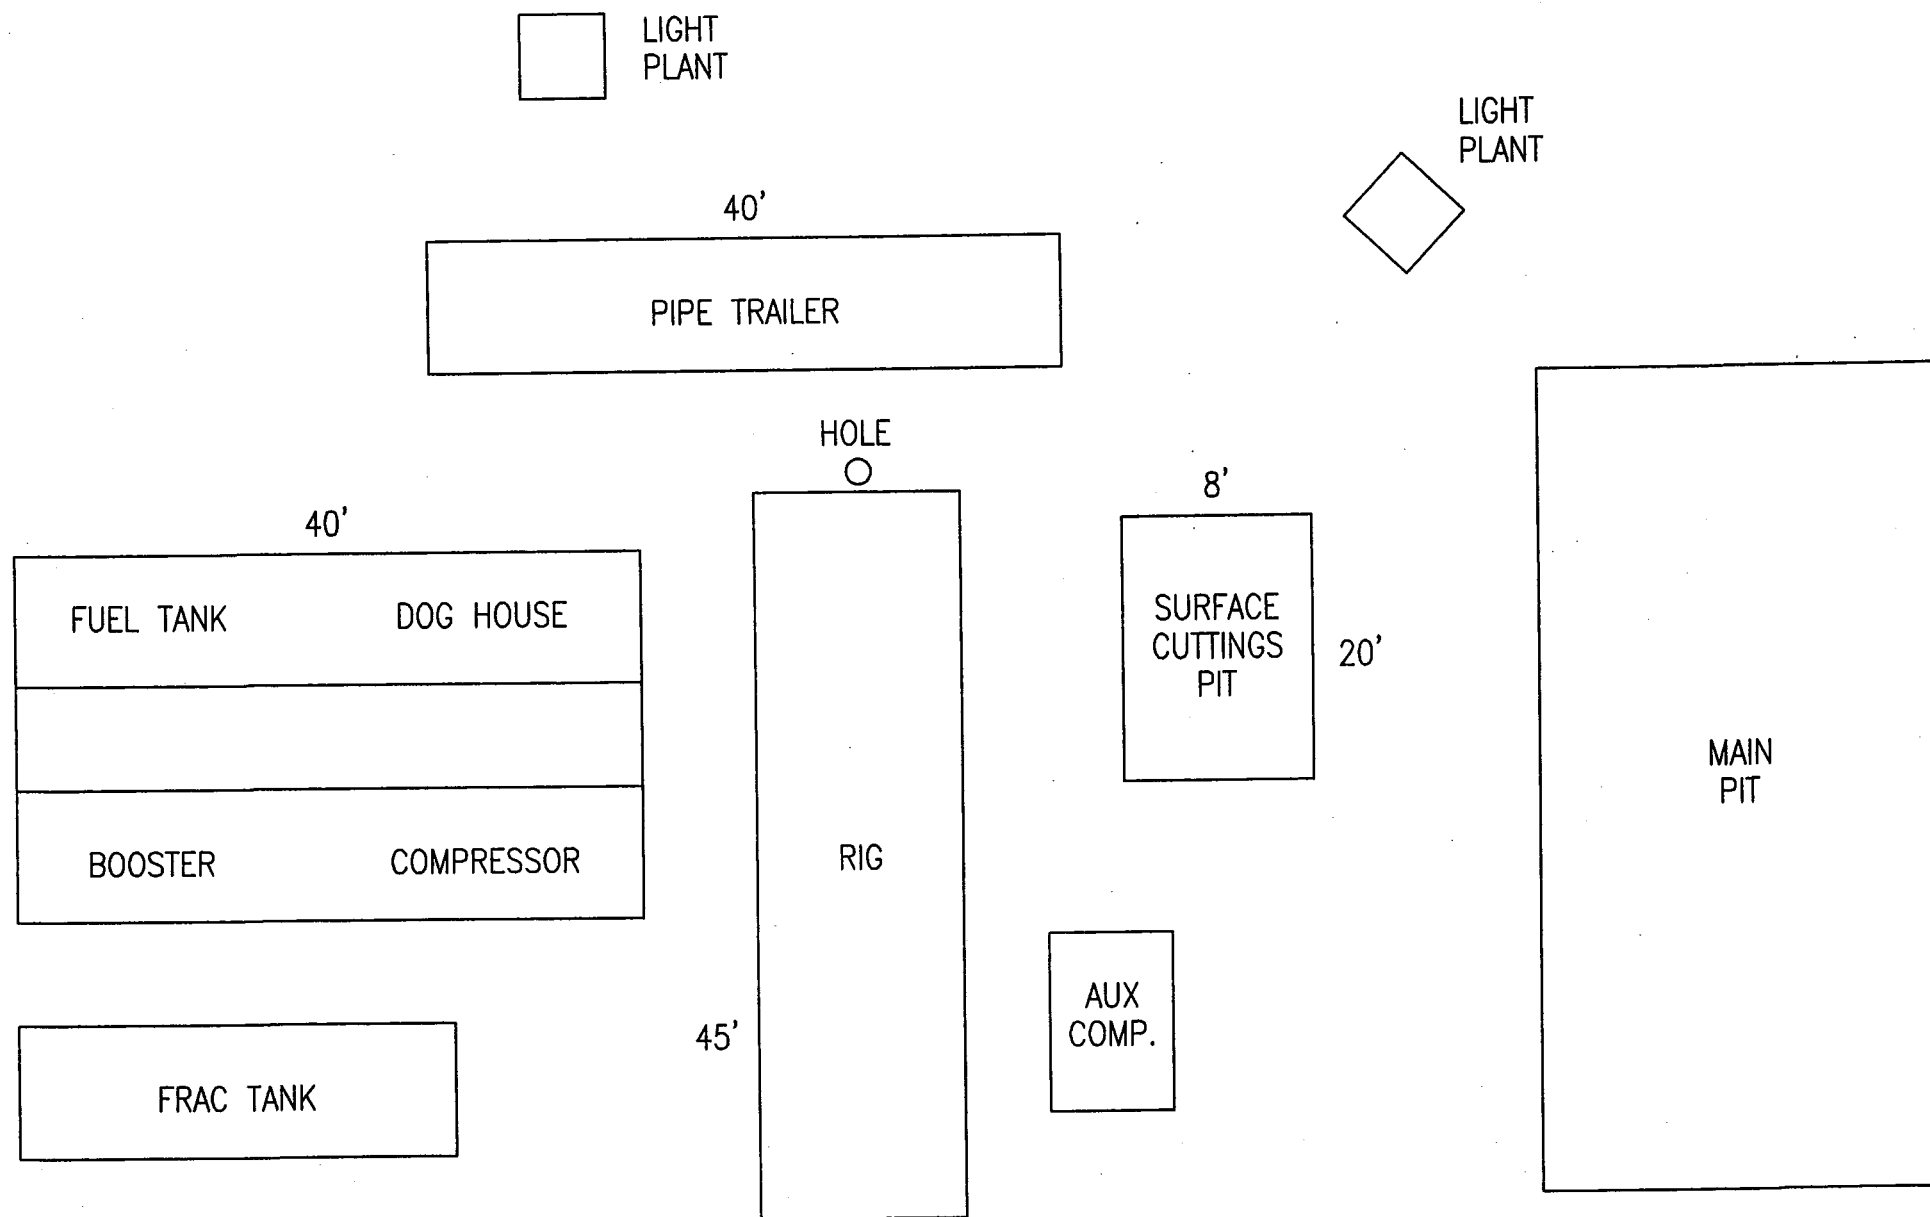 LIGHT
PLANT
LIGHT
PLANT
40'
PIPE TRAILER
HOLE
8'
40'
FUEL TANK
DOG HOUSE
SURFACE
CUTTINGS
PIT
20'
MAIN
PIT
BOOSTER
COMPRESSOR
RIG
AUX
COMP.
45'
FRAC TANK